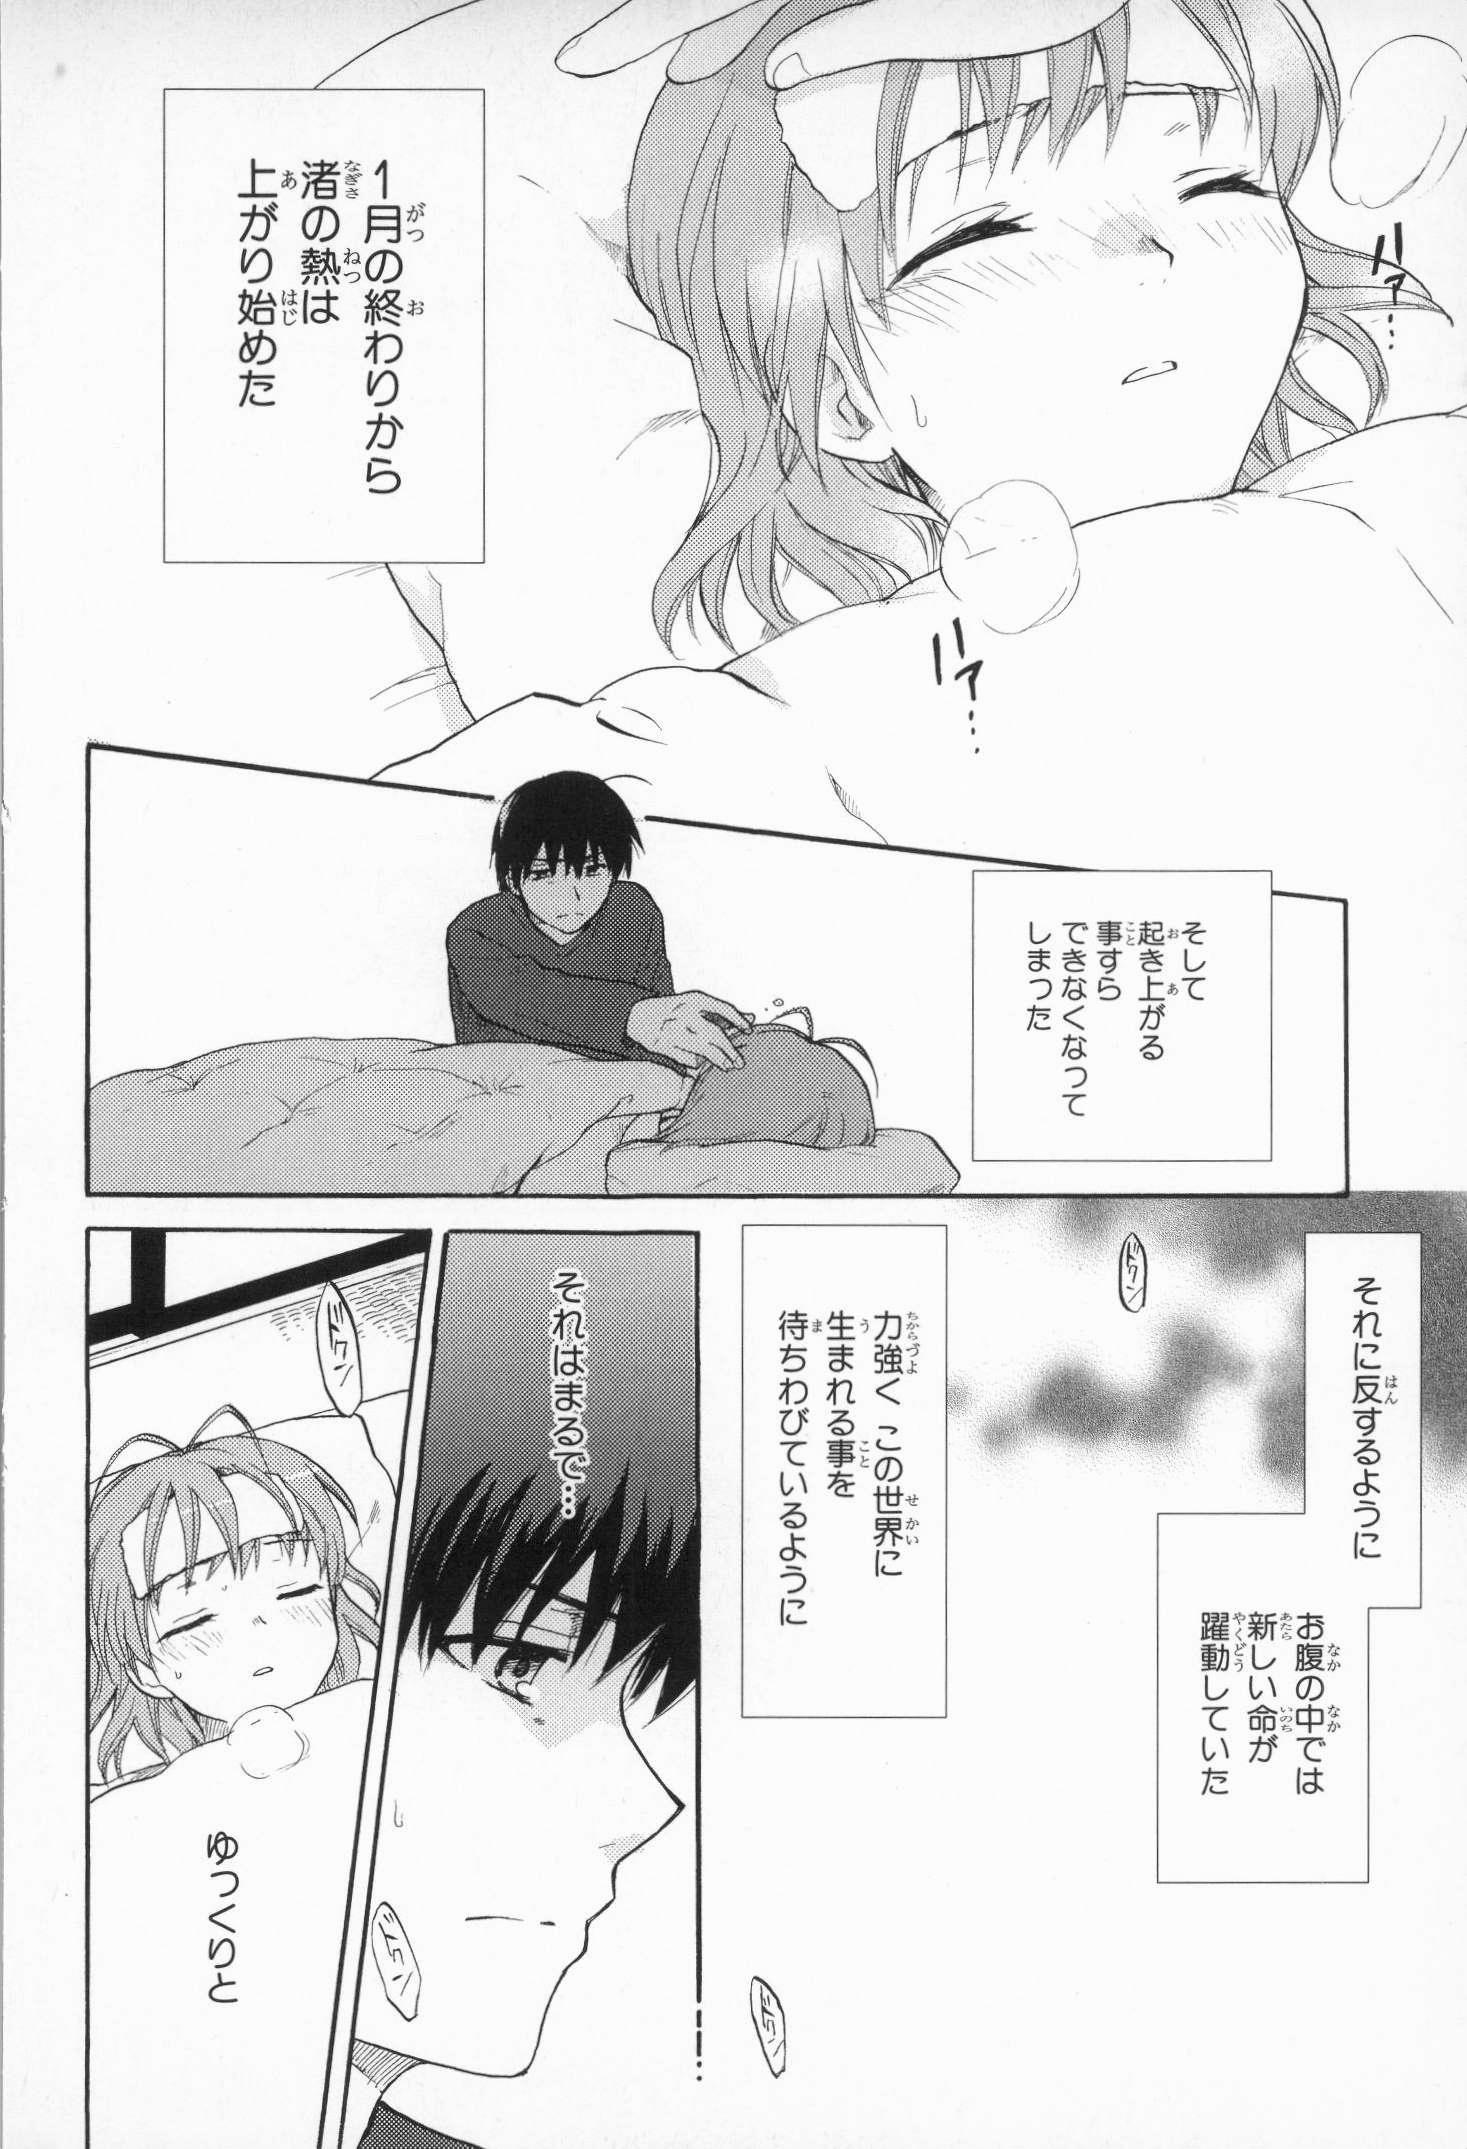 ハァ…
1月の終わりから
渚の熱は
上がり始めた
ハァ…
そして
起き上がる
事すら
できなくなって
しまった
それに反するように
お腹の中では
新しい命が
躍動していた
ドクン
力強く この世界に
生まれる事を
待ちわびているように
ドクン
それはまるで…
ドクン
ドクン
ゆっくりと